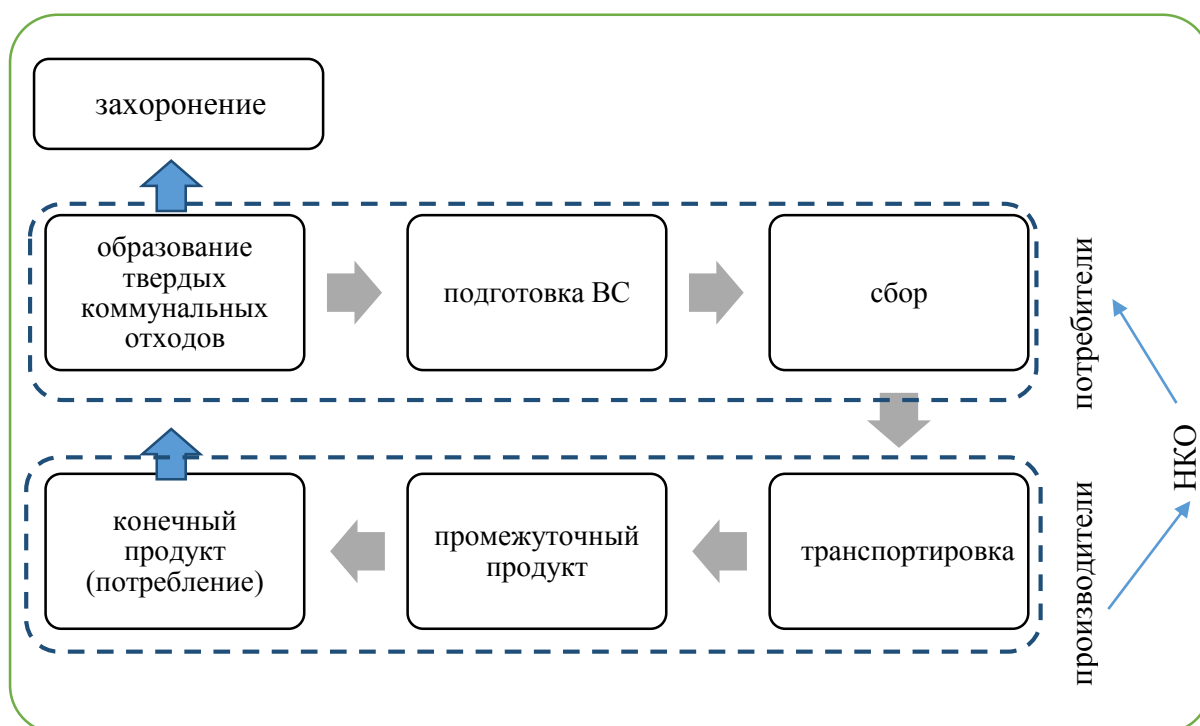 захоронение
образование
твердых
коммунальных
отходов
подготовка ВС
сбор
потребители
НКО
конечный
продукт
(потребление)
промежуточный
продукт
транспортировка
производители